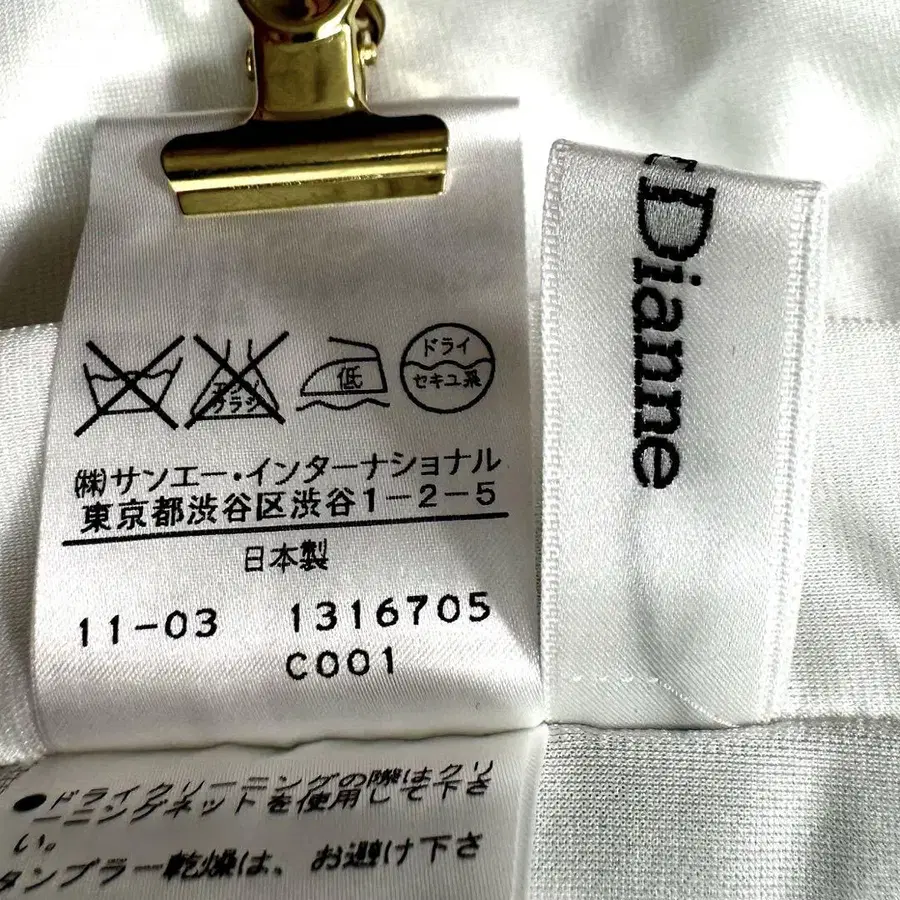 Dianne
低
ドライ
セキユ系
(株)サンエー・インターナショナル
東京都渋谷区渋谷1-2-5
日本製
11-03 1316705
C001
●ドライクリーニングの際はクリ
ーニングネットを使用して下さ
い。
タンブラー乾燥は、お避け下さ